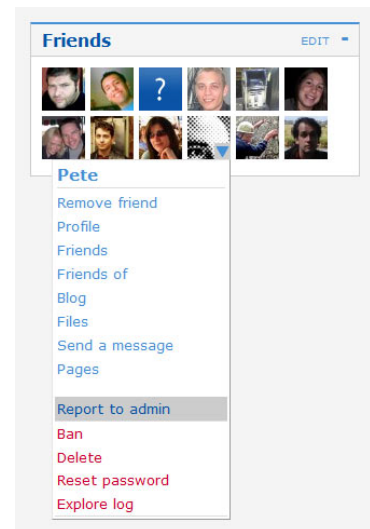 Friends EDIT -
?
Pete
Remove friend
Profile
Friends
Friends of
Blog
Files
Send a message
Pages
Report to admin
Ban
Delete
Reset password
Explore log